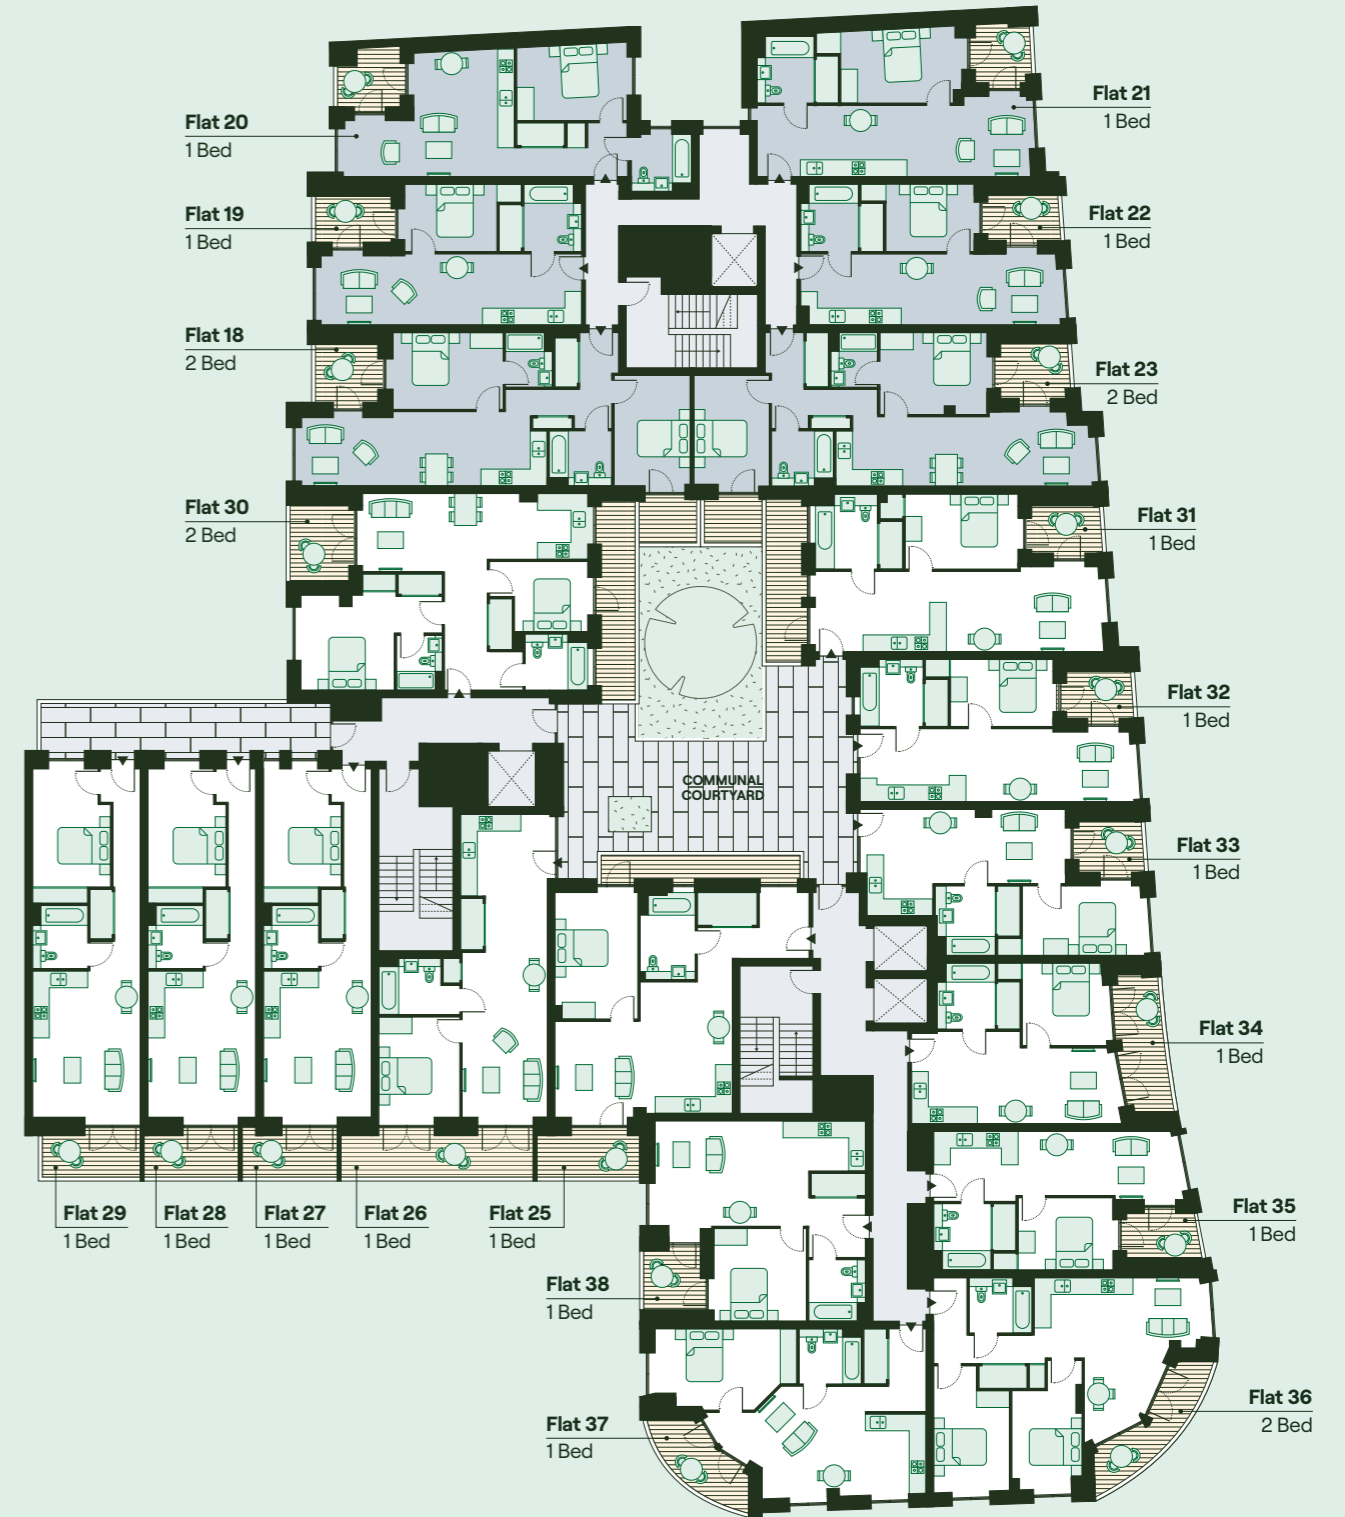 Flat 20
1 Bed
Flat 21
1 Bed
Flat 19
1 Bed
Flat 22
1 Bed
Flat 18
2 Bed
Flat 23
2 Bed
Flat 30
2 Bed
Flat 31
1 Bed
Flat 32
1 Bed
COMMUNAL
COURTYARD
Flat 33
1 Bed
Flat 34
1 Bed
Flat 29
1 Bed
Flat 28
1 Bed
Flat 27
1 Bed
Flat 26
1 Bed
Flat 25
1 Bed
Flat 35
1 Bed
Flat 38
1 Bed
Flat 36
2 Bed
Flat 37
1 Bed